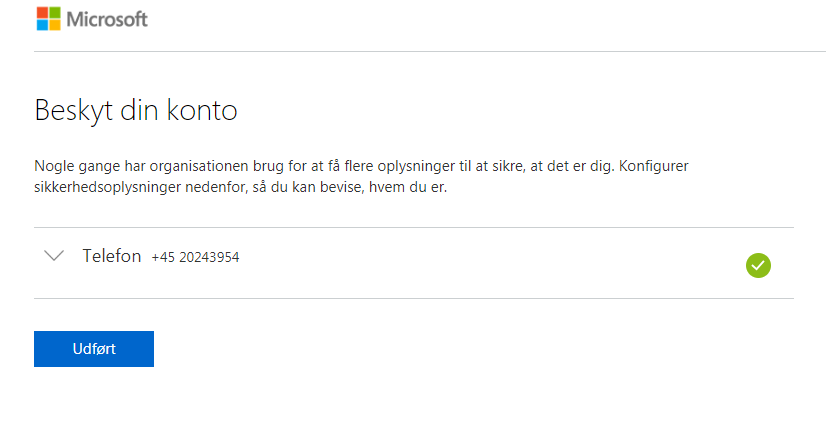 Microsoft
Beskyt din konto
Nogle gange har organisationen brug for at få flere oplysninger til at sikre, at det er dig. Konfigurer
sikkerhedsoplysninger nedenfor, så du kan bevise, hvem du er.
Telefon +45 20243954
Udført